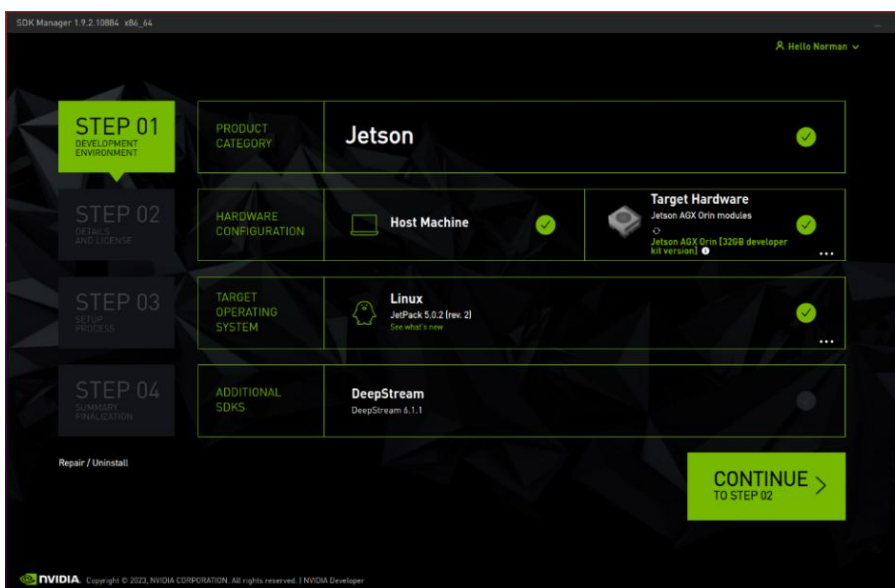 SDK Manager 1.9.2.10884 x86_64
Hello Norman
STEP 01
DEVELOPMENT
ENVIRONMENT
PRODUCT
CATEGORY
Jetson
STEP 02
DETAILS
AND LICENSE
HARDWARE
CONFIGURATION
Host Machine
Target Hardware
Jetson AGX Orin modules
Jetson AGX Orin [32GB developer
kit version]
...
STEP 03
SETUP
PROCESS
TARGET
OPERATING
SYSTEM
Linux
JetPack 5.0.2 (rev. 2)
See what's new
...
STEP 04
SUMMARY
FINALIZATION
ADDITIONAL
SDKS
DeepStream
DeepStream 6.1.1
Repair / Uninstall
CONTINUE >
TO STEP 02
NVIDIA. Copyright © 2023, NVIDIA CORPORATION. All rights reserved. | NVIDIA Developer